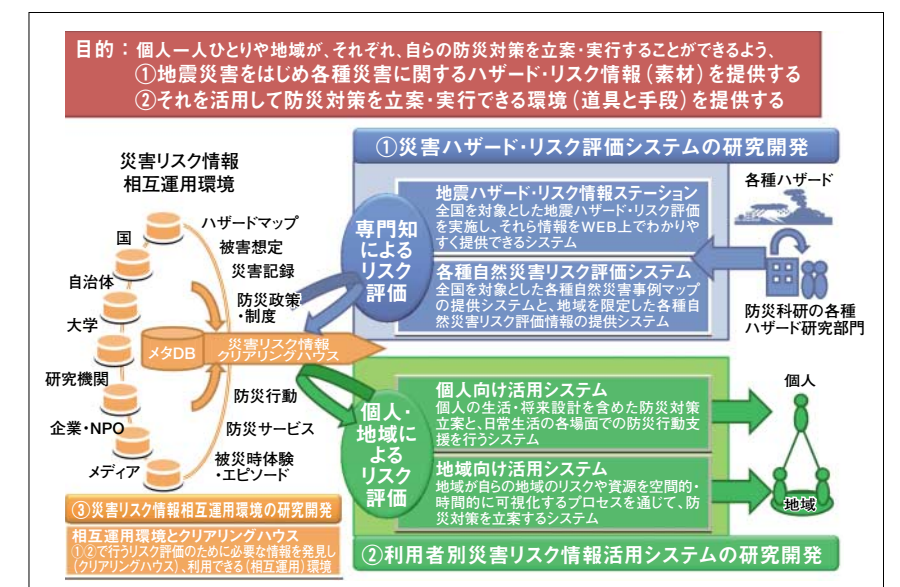 目的：個人一人ひとりや地域が、それぞれ、自らの防災対策を立案・実行することができるよう、
①地震災害をはじめ各種災害に関するハザード・リスク情報（素材）を提供する
②それを活用して防災対策を立案・実行できる環境（道具と手段）を提供する
災害リスク情報
相互運用環境
国
自治体
大学
研究機関
企業・NPO
メディア
ハザードマップ
被害想定
災害記録
防災政策
・制度
メタDB
災害リスク情報
クリアリングハウス
防災行動
防災サービス
被災時体験
・エピソード
③災害リスク情報相互運用環境の研究開発
相互運用環境とクリアリングハウス
①②で行うリスク評価のために必要な情報を発見し
（クリアリングハウス）、利用できる（相互運用）環境
①災害ハザード・リスク評価システムの研究開発
専門知
による
リスク
評価
地震ハザード・リスク情報ステーション
全国を対象とした地震ハザード・リスク評価
を実施し、それら情報をWEB上でわかりや
すく提供できるシステム
各種自然災害リスク評価システム
全国を対象とした各種自然災害事例マップ
の提供システムと、地域を限定した各種自
然災害リスク評価情報の提供システム
各種ハザード
防災科研の各種
ハザード研究部門
個人・
地域に
よる
リスク
評価
個人向け活用システム
個人の生活・将来設計を含めた防災対策
立案と、日常生活の各場面での防災行動支
援を行うシステム
地域向け活用システム
地域が自らの地域のリスクや資源を空間的・
時間的に可視化するプロセスを通じて、防
災対策を立案するシステム
個人
地域
②利用者別災害リスク情報活用システムの研究開発